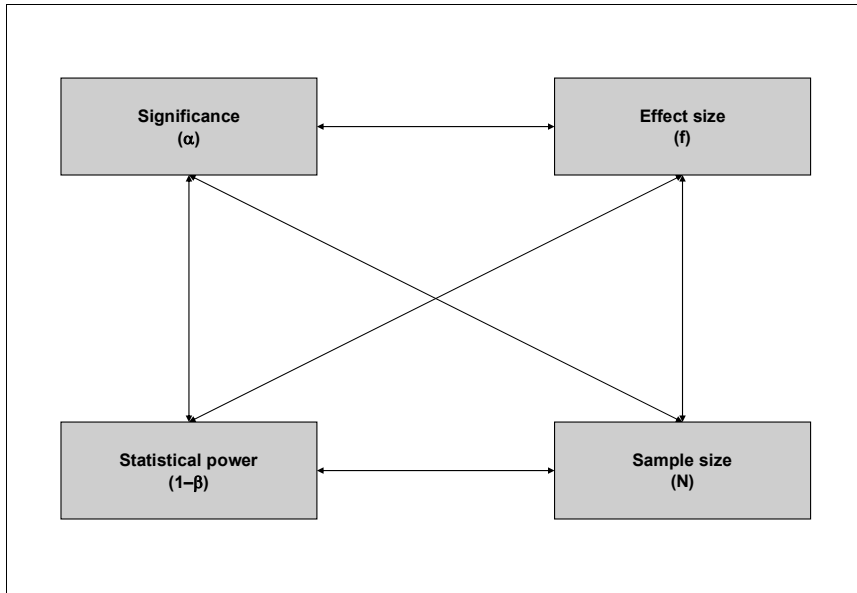 Significance
(α)
Effect size
(f)
Statistical power
(1–β)
Sample size
(N)